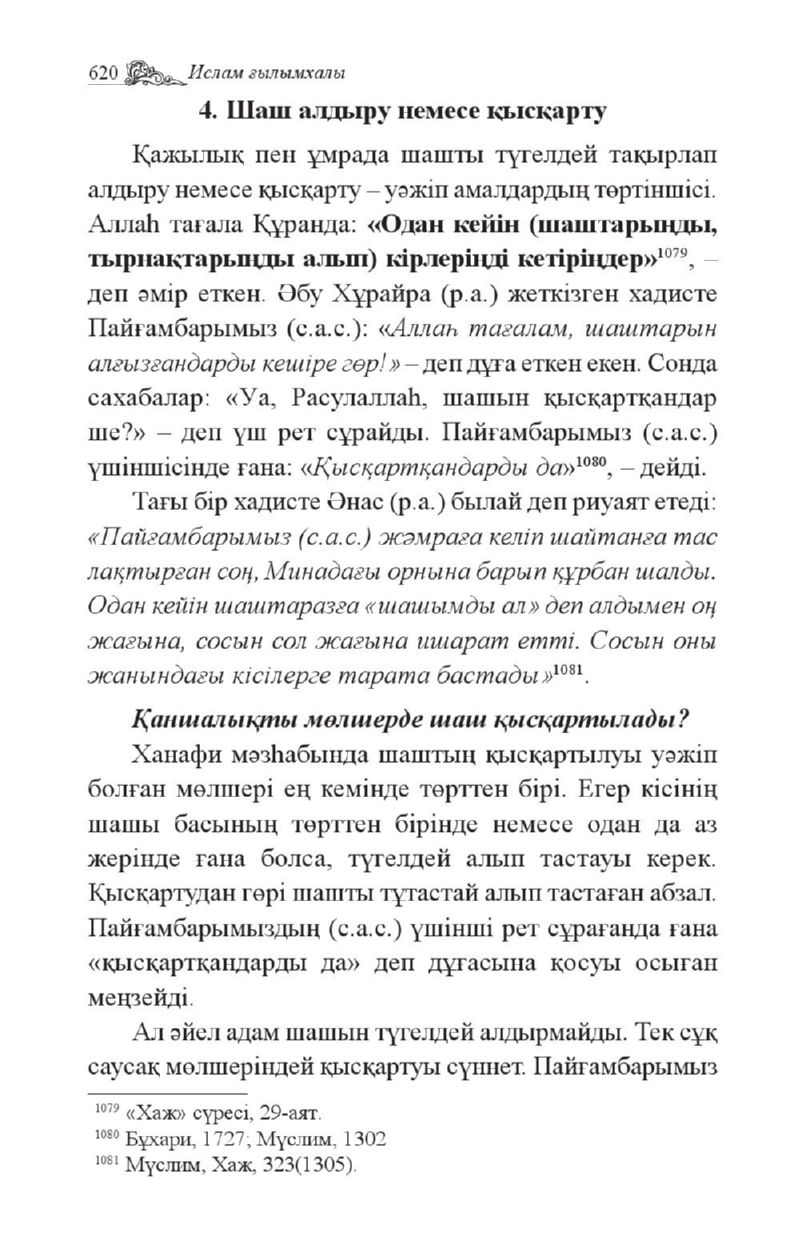 620 Ислам ғылымхалы
4. Шаш алдыру немесе қысқарту
Қажылық пен ұмрада шашты түгелдей тақырлап
алдыру немесе қысқарту – уәжіп амалдардың төртіншісі.
Аллаһ тағала Құранда: «Одан кейін (шаштарыңды,
тырнақтарыңды алып) кірлеріңді кетіріңдер»¹⁰⁷⁹, –
деп әмір еткен. Әбу Хұрайра (р.а.) жеткізген хадисте
Пайғамбарымыз (с.а.с.): «Аллаһ тағалам, шаштарын
алғызғандарды кешіре гөр!» – деп дұға еткен екен. Сонда
сахабалар: «Уа, Расулаллаһ, шашын қысқартқандар
ше?» – деп үш рет сұрайды. Пайғамбарымыз (с.а.с.)
үшіншісінде ғана: «Қысқартқандарды да»¹⁰⁸⁰, – дейді.
Тағы бір хадисте Әнас (р.а.) былай деп риуаят етеді:
«Пайғамбарымыз (с.а.с.) жәмраға келіп шайтанға тас
лақтырған соң, Минадағы орнына барып құрбан шалды.
Одан кейін шаштаразға «шашымды ал» деп алдымен оң
жағына, сосын сол жағына ишарат етті. Сосын оны
жанындағы кісілерге тарата бастады»¹⁰⁸¹.
Қаншалықты мөлшерде шаш қысқартылады?
Ханафи мәзһабында шаштың қысқартылуы уәжіп
болған мөлшері ең кемінде төрттен бірі. Егер кісінің
шашы басының төрттен бірінде немесе одан да аз
жерінде ғана болса, түгелдей алып тастауы керек.
Қысқартудан гөрі шашты тұтастай алып тастаған абзал.
Пайғамбарымыздың (с.а.с.) үшінші рет сұрағанда ғана
«қысқартқандарды да» деп дұғасына қосуы осыған
меңзейді.
Ал әйел адам шашын түгелдей алдырмайды. Тек сұқ
саусақ мөлшеріндей қысқартуы сүннет. Пайғамбарымыз
¹⁰⁷⁹ «Хаж» сүресі, 29-аят.
¹⁰⁸⁰ Бұхари, 1727; Мүслим, 1302
¹⁰⁸¹ Мүслим, Хаж, 323(1305).